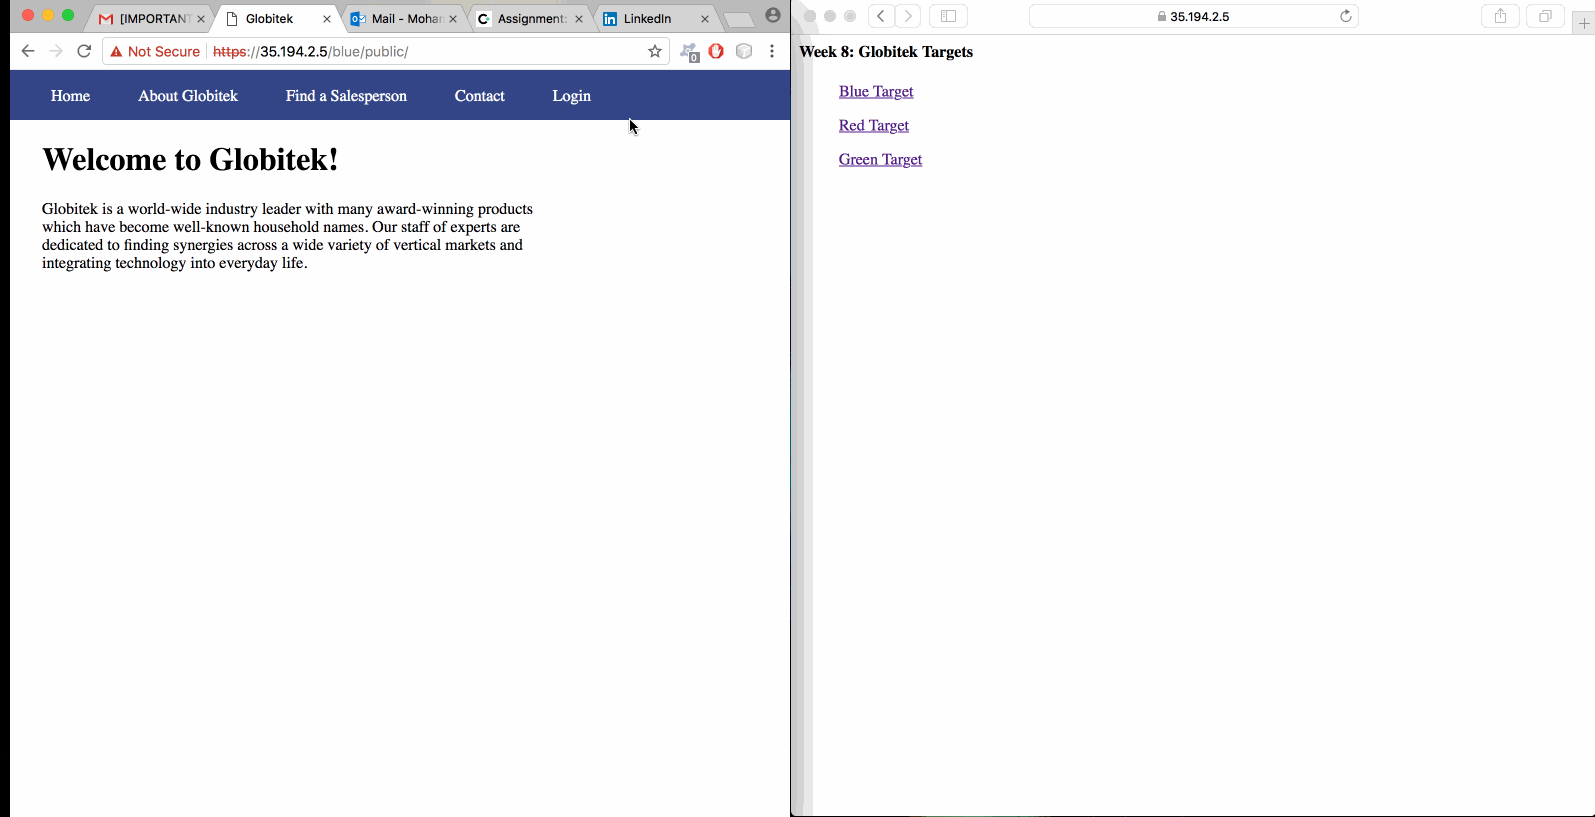 [IMPORTANT
Globitek
Mail - Mohan
Assignment:
LinkedIn
Not Secure
https://35.194.2.5/blue/public/
0
Home
About Globitek
Find a Salesperson
Contact
Login
Welcome to Globitek!
Globitek is a world-wide industry leader with many award-winning products
which have become well-known household names. Our staff of experts are
dedicated to finding synergies across a wide variety of vertical markets and
integrating technology into everyday life.
35.194.2.5
Week 8: Globitek Targets
Blue Target
Red Target
Green Target